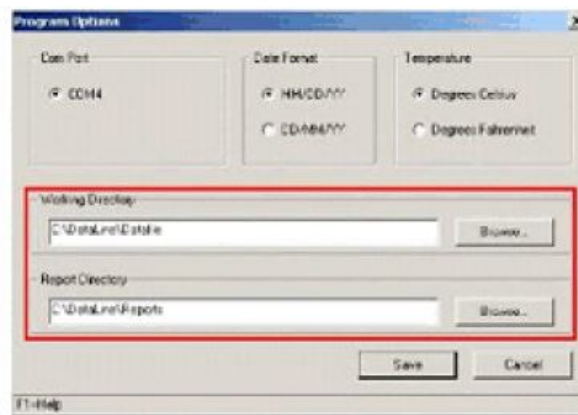 Program Options
Com Port
COM4
Date Format
MM/DD/YY
DD/MM/YY
Temperature
Degrees Celsius
Degrees Fahrenheit
Working Directory
C:\DataLine\Datafile
Browse...
Report Directory
C:\DataLine\Reports
Browse...
Save Cancel
F1=Help